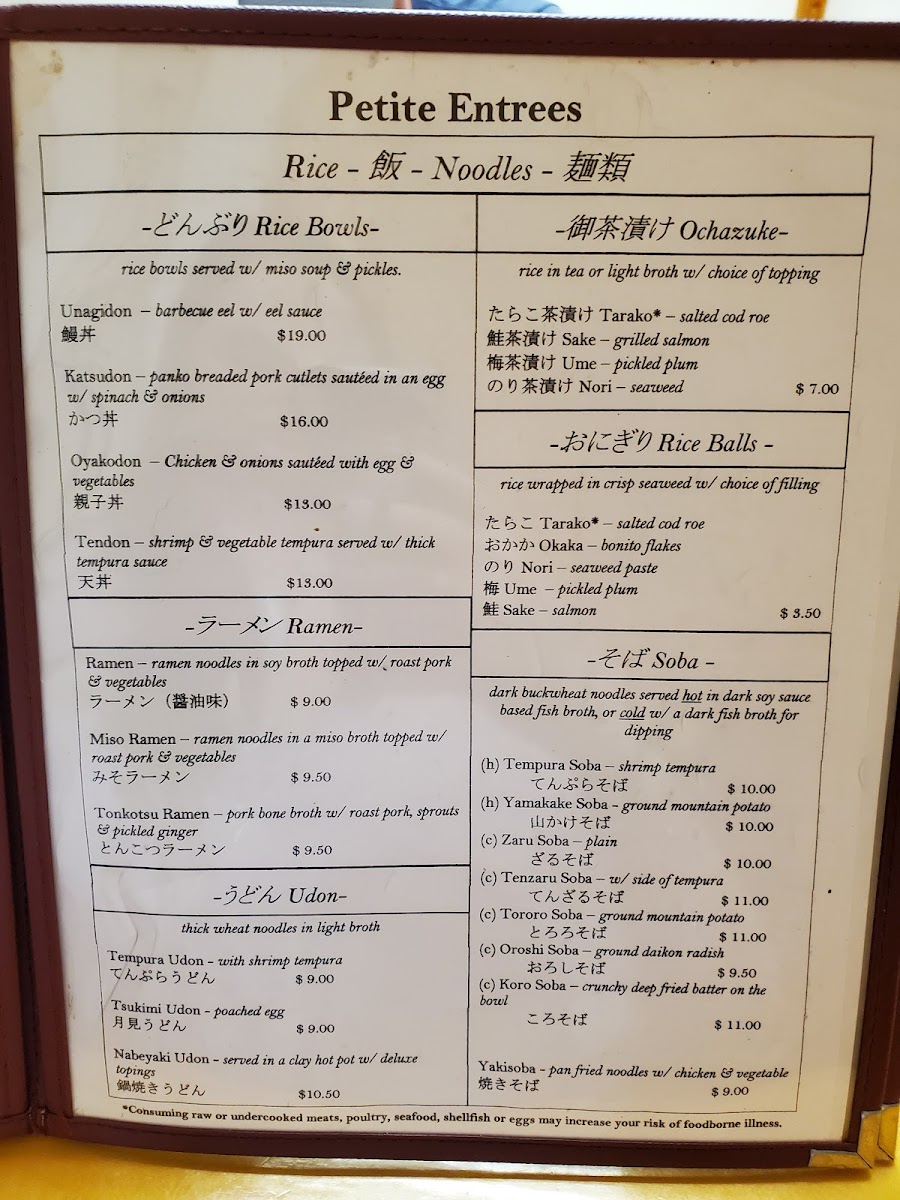 Petite Entrees
Rice - 飯 - Noodles - 麺類
-どんぶり Rice Bowls-
rice bowls served w/ miso soup & pickles.
Unagidon – barbecue eel w/ eel sauce
鰻丼 $19.00
Katsudon – panko breaded pork cutlets sautéed in an egg
w/ spinach & onions
かつ丼 $16.00
Oyakodon – Chicken & onions sautéed with egg &
vegetables
親子丼 $13.00
Tendon – shrimp & vegetable tempura served w/ thick
tempura sauce
天丼 $13.00
-ラーメン Ramen-
Ramen – ramen noodles in soy broth topped w/ roast pork
& vegetables
ラーメン（醤油味） $ 9.00
Miso Ramen – ramen noodles in a miso broth topped w/
roast pork & vegetables
みそラーメン $ 9.50
Tonkotsu Ramen – pork bone broth w/ roast pork, sprouts
& pickled ginger
とんこつラーメン $ 9.50
-うどん Udon-
thick wheat noodles in light broth
Tempura Udon - with shrimp tempura
てんぷらうどん $ 9.00
Tsukimi Udon - poached egg
月見うどん $ 9.00
Nabeyaki Udon - served in a clay hot pot w/ deluxe
topings
鍋焼きうどん $10.50
-御茶漬け Ochazuke-
rice in tea or light broth w/ choice of topping
たらこ茶漬け Tarako* – salted cod roe
鮭茶漬け Sake – grilled salmon
梅茶漬け Ume – pickled plum
のり茶漬け Nori – seaweed $ 7.00
-おにぎり Rice Balls -
rice wrapped in crisp seaweed w/ choice of filling
たらこ Tarako* – salted cod roe
おかか Okaka – bonito flakes
のり Nori – seaweed paste
梅 Ume – pickled plum
鮭 Sake – salmon $ 3.50
-そば Soba -
dark buckwheat noodles served hot in dark soy sauce
based fish broth, or cold w/ a dark fish broth for
dipping
(h) Tempura Soba – shrimp tempura
てんぷらそば $ 10.00
(h) Yamakake Soba - ground mountain potato
山かけそば $ 10.00
(c) Zaru Soba – plain
ざるそば $ 10.00
(c) Tenzaru Soba – w/ side of tempura
てんざるそば $ 11.00
(c) Tororo Soba – ground mountain potato
とろろそば $ 11.00
(c) Oroshi Soba – ground daikon radish
おろしそば $ 9.50
(c) Koro Soba – crunchy deep fried batter on the
bowl
ころそば $ 11.00
Yakisoba - pan fried noodles w/ chicken & vegetable
焼きそば $ 9.00
*Consuming raw or undercooked meats, poultry, seafood, shellfish or eggs may increase your risk of foodborne illness.